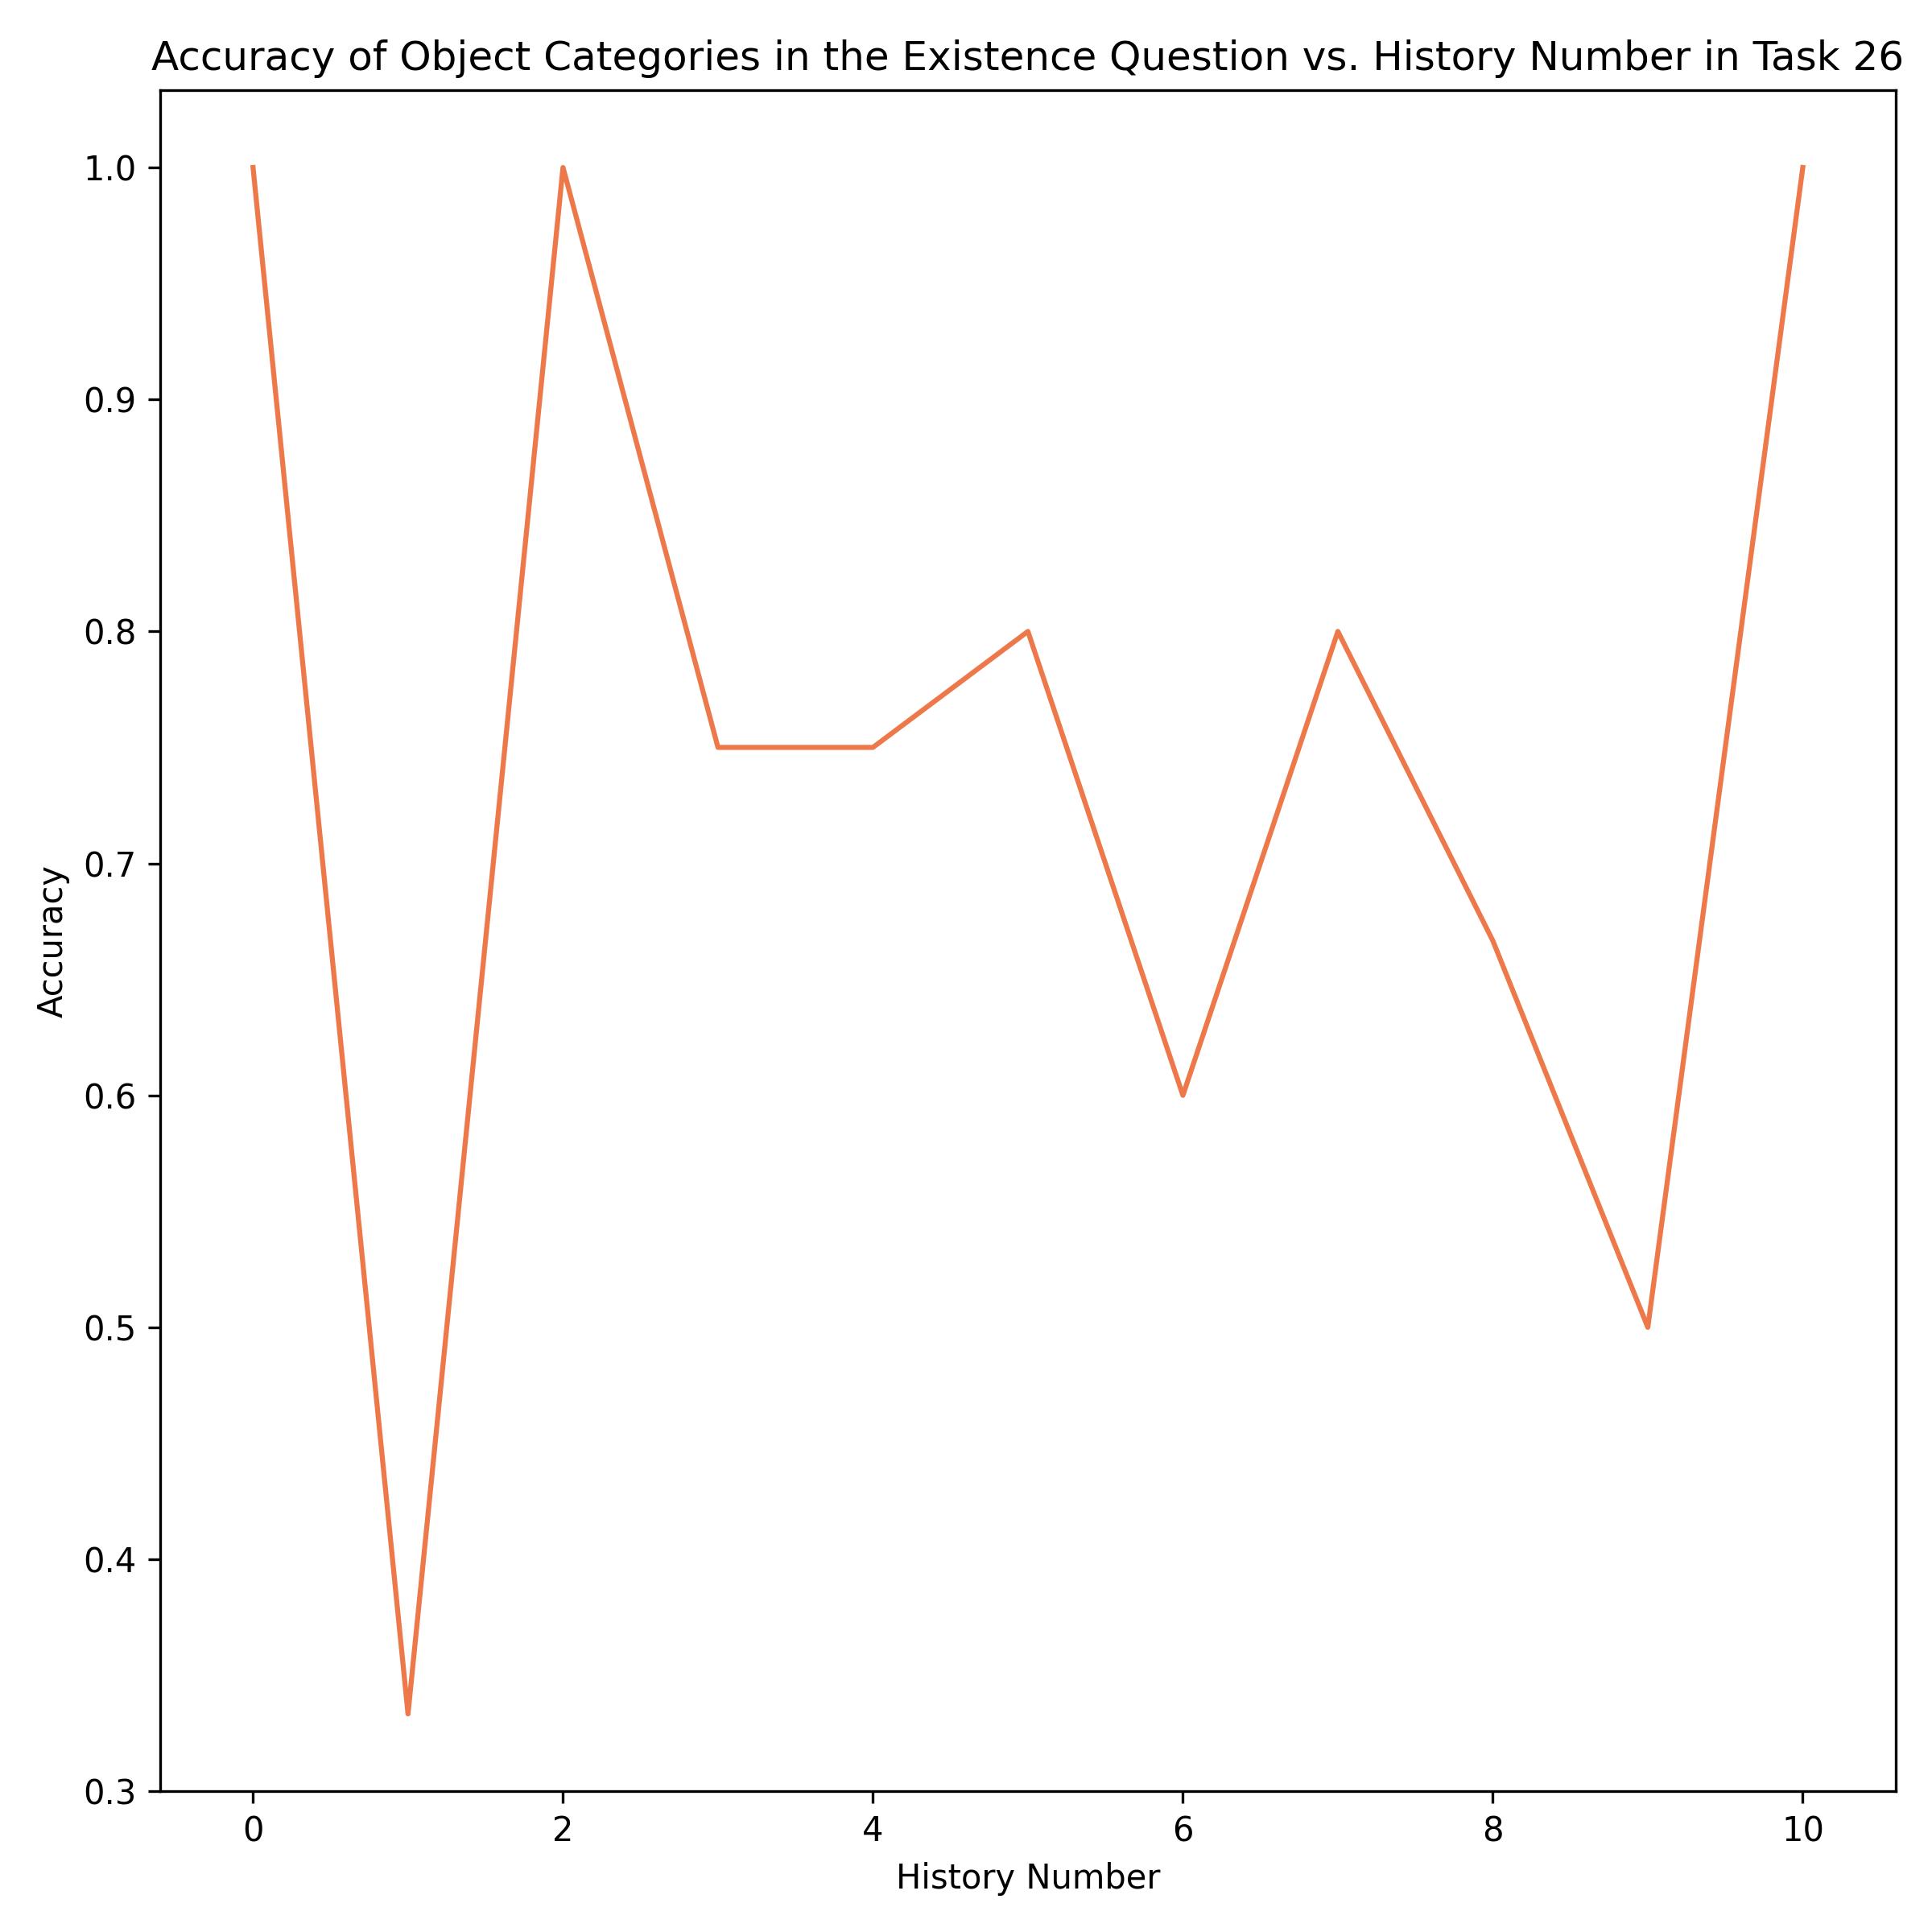 Accuracy of Object Categories in the Existence Question vs. History Number in Task 26
1.0
0.9
0.8
0.7
0.6
0.5
0.4
0.3
Accuracy
0 2 4 6 8 10
History Number